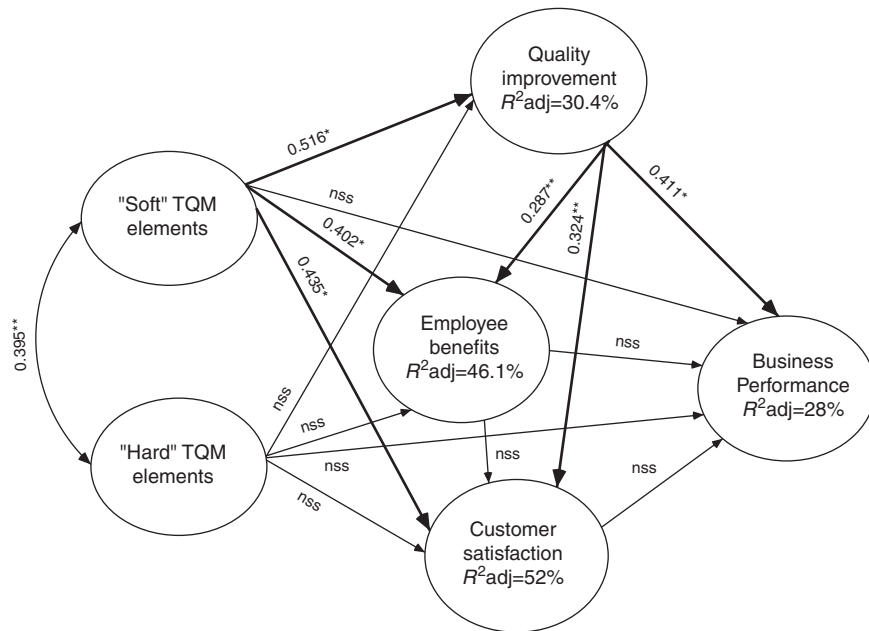 Quality
improvement
R²adj=30.4%
0.516*
"Soft" TQM
elements
nss
0.411*
0.287**
0.324**
0.402*
0.435*
0.395**
Employee
benefits
R²adj=46.1%
nss
Business
Performance
R²adj=28%
nss
nss
"Hard" TQM
elements
nss
nss
nss
nss
Customer
satisfaction
R²adj=52%